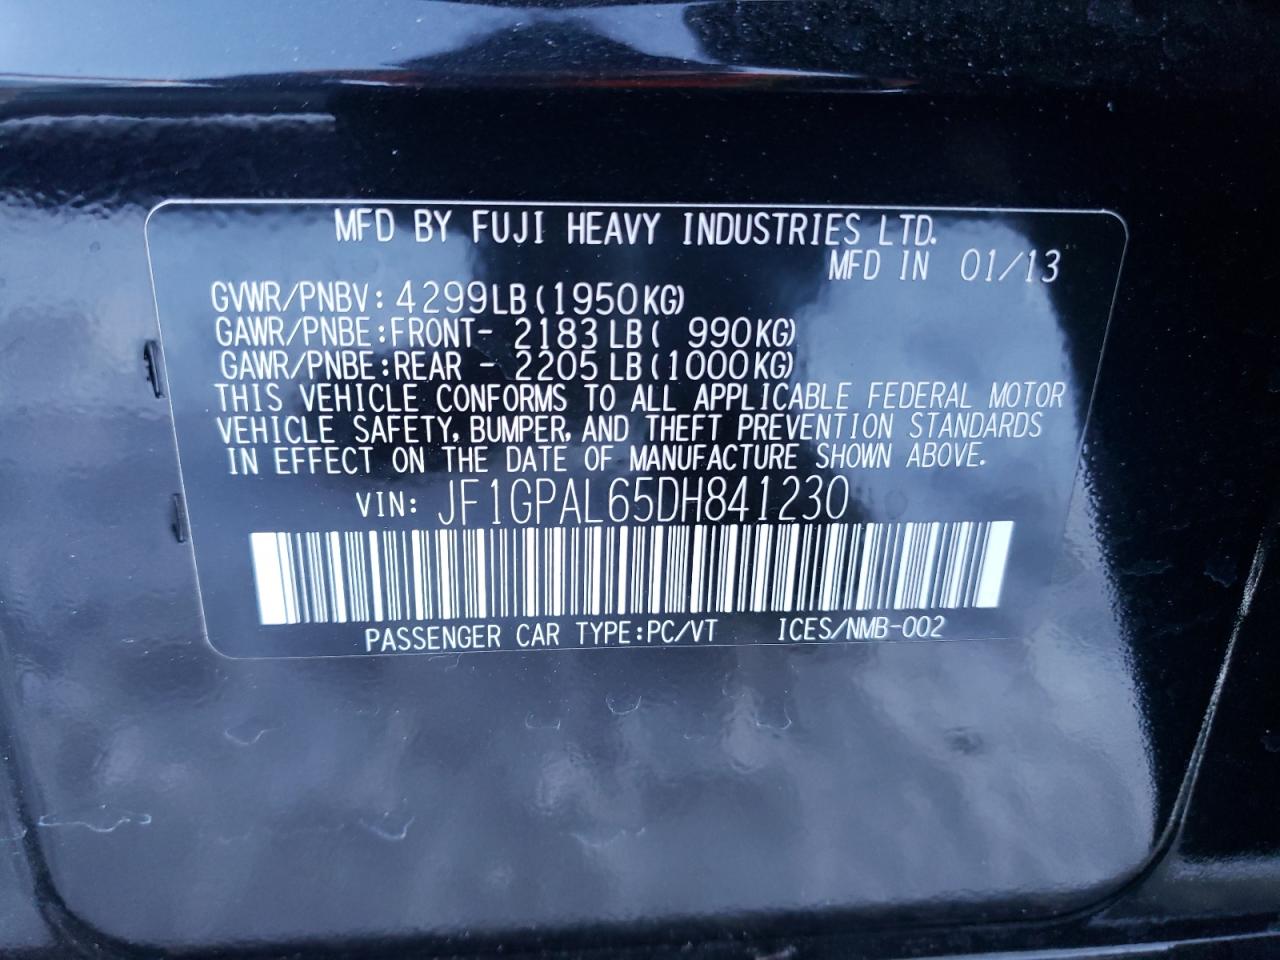 MFD BY FUJI HEAVY INDUSTRIES LTD.
MFD IN 01/13
GVWR/PNBV: 4299LB (1950KG)
GAWR/PNBE:FRONT- 2183 LB ( 990KG)
GAWR/PNBE:REAR - 2205 LB (1000KG)
THIS VEHICLE CONFORMS TO ALL APPLICABLE FEDERAL MOTOR
VEHICLE SAFETY, BUMPER, AND THEFT PREVENTION STANDARDS
IN EFFECT ON THE DATE OF MANUFACTURE SHOWN ABOVE.
VIN: JF1GPAL65DH841230
PASSENGER CAR TYPE:PC/VT ICES/NMB-002